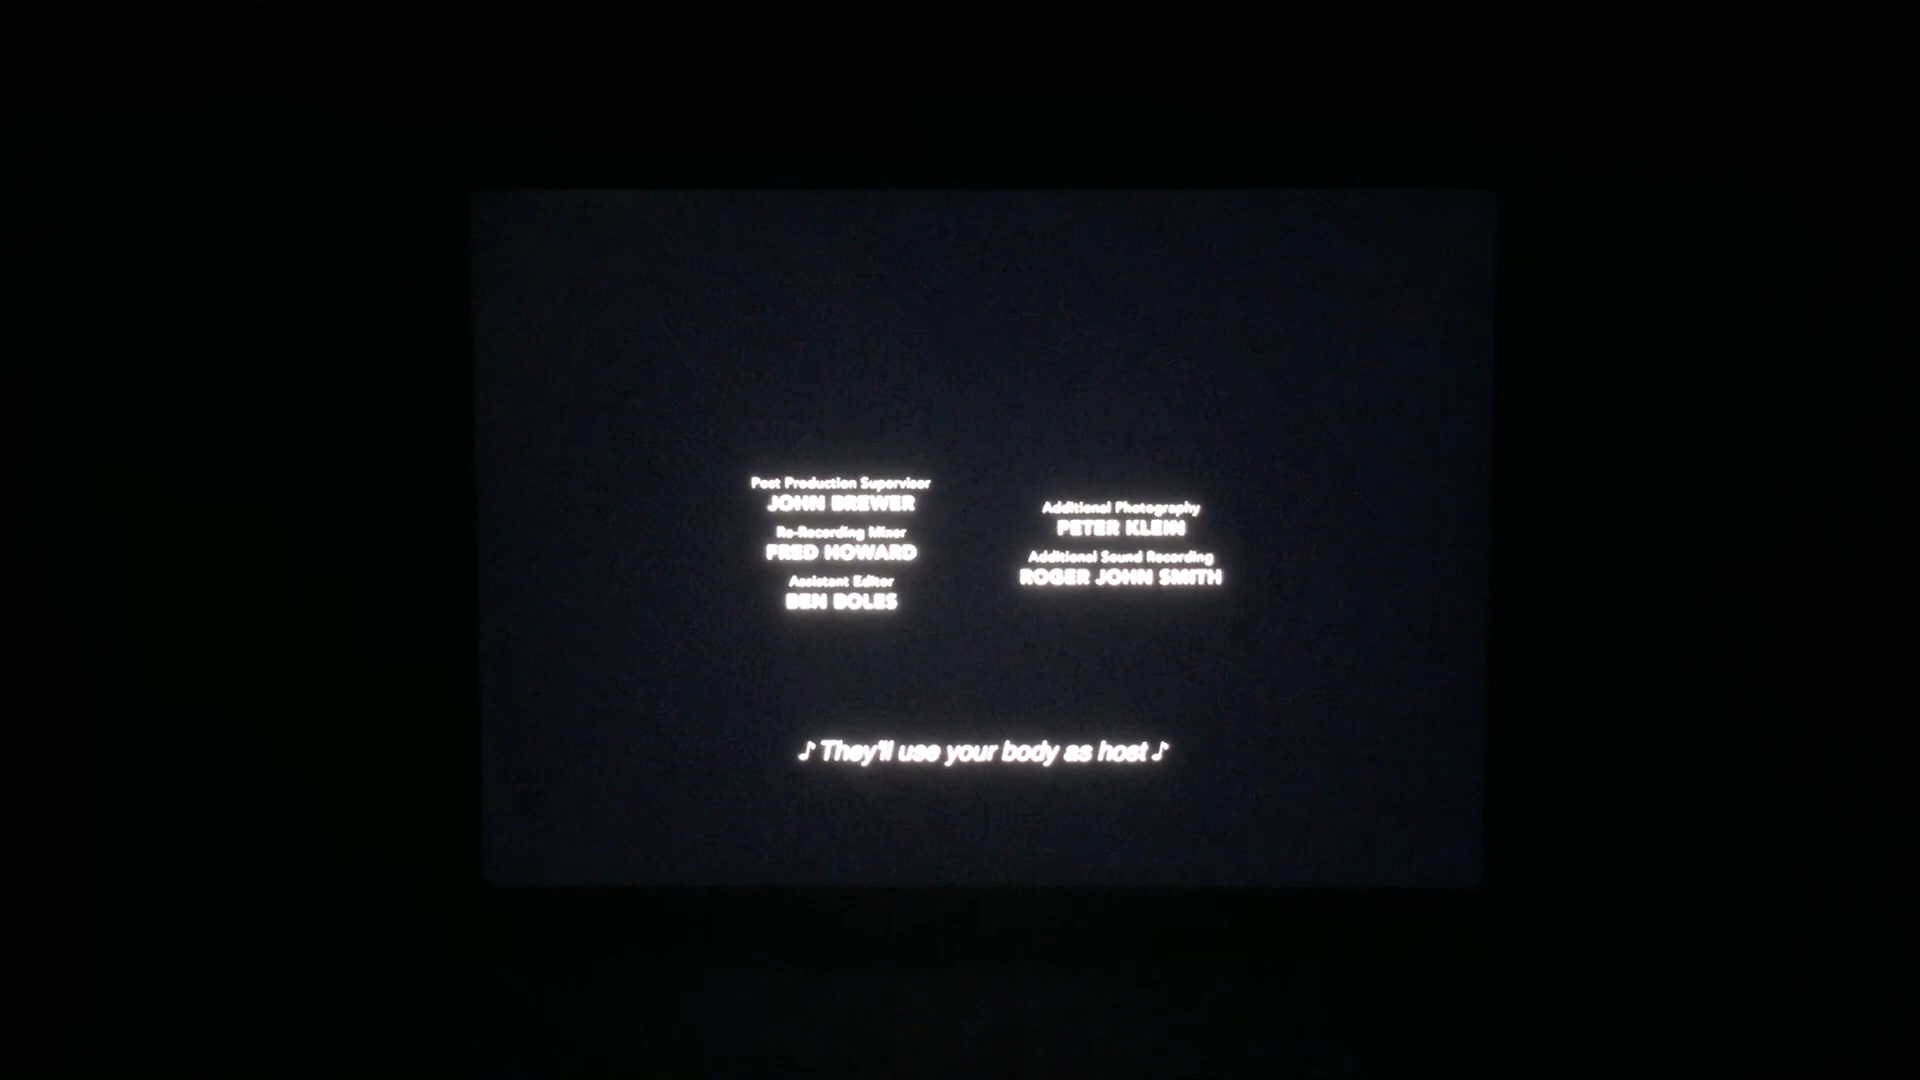 Post Production Supervisor
JOHN BREWER
Re-Recording Mixer
FRED HOWARD
Assistant Editor
BEN BOLES
Additional Photography
PETER KLEIN
Additional Sound Recording
ROGER JOHN SMITH
♪ They'll use your body as host ♪